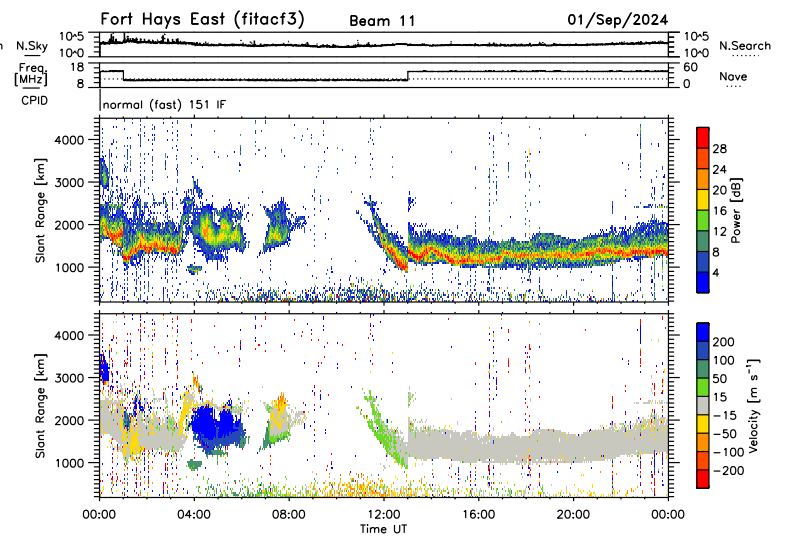 Fort Hays East (fitacf3) Beam 11 01/Sep/2024
N.Sky 10^5 10^0 10^5 10^0 N.Search
Freq. [MHz] 18 8 60 0 Nave
CPID normal (fast) 151 IF
Slant Range [km] 4000 3000 2000 1000
Power [dB] 28 24 20 16 12 8 4
Slant Range [km] 4000 3000 2000 1000
Velocity [m s⁻¹] 200 100 50 15 −15 −50 −100 −200
00:00 04:00 08:00 12:00 16:00 20:00 00:00
Time UT